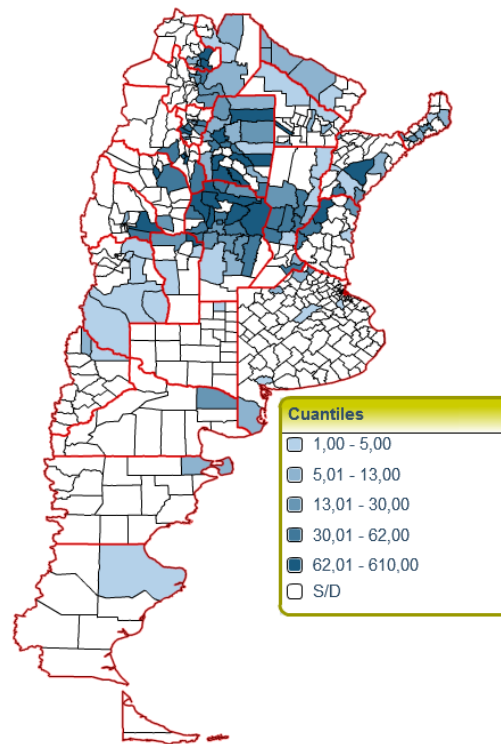 Cuantiles
1,00 - 5,00
5,01 - 13,00
13,01 - 30,00
30,01 - 62,00
62,01 - 610,00
S/D